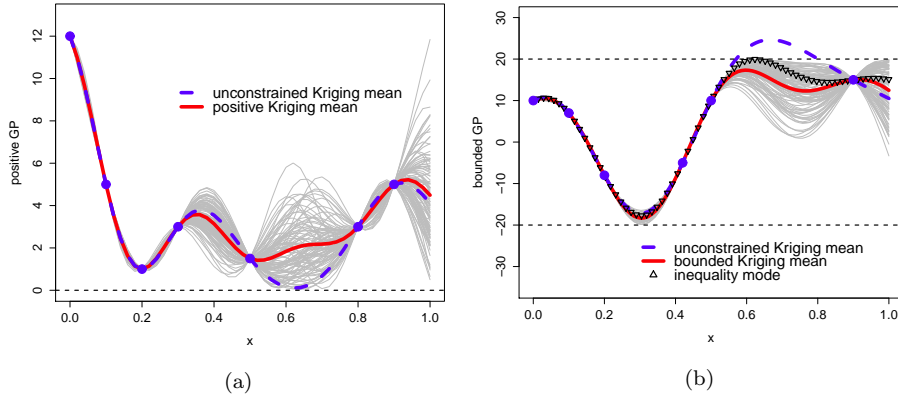 unconstrained Kriging mean
positive Kriging mean
positive GP
12
10
8
6
4
2
0
0.0 0.2 0.4 0.6 0.8 1.0
x
(a)
bounded GP
30
20
10
0
-10
-20
-30
unconstrained Kriging mean
bounded Kriging mean
inequality mode
0.0 0.2 0.4 0.6 0.8 1.0
x
(b)